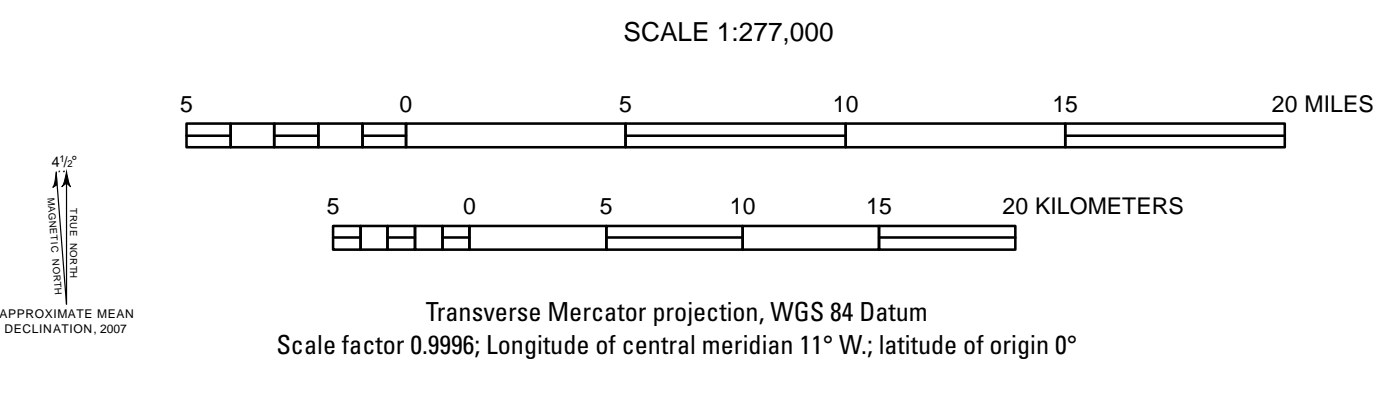 SCALE 1:277,000
5 0 5 10 15 20 MILES
5 0 5 10 15 20 KILOMETERS
4 1/2°
MAGNETIC NORTH
TRUE NORTH
APPROXIMATE MEAN
DECLINATION, 2007
Transverse Mercator projection, WGS 84 Datum
Scale factor 0.9996; Longitude of central meridian 11° W.; latitude of origin 0°